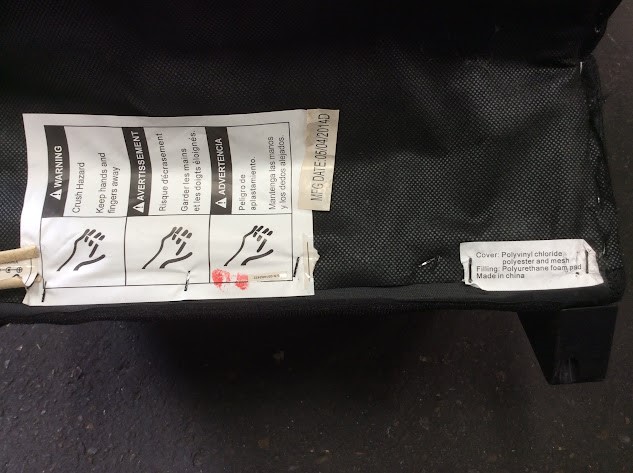 WARNING
Crush Hazard
Keep hands and
fingers away
AVERTISSEMENT
Risque d'écrasement
Garder les mains
et les doigts éloignés.
ADVERTENCIA
Peligro de
aplastamiento
Mantenga las manos
y los dedos alejados.
MFG.DATE:05/04/2014D
Cover: Polyvinyl chloride
polyester and mesh
Filling: Polyurethane foam pad
Made in china